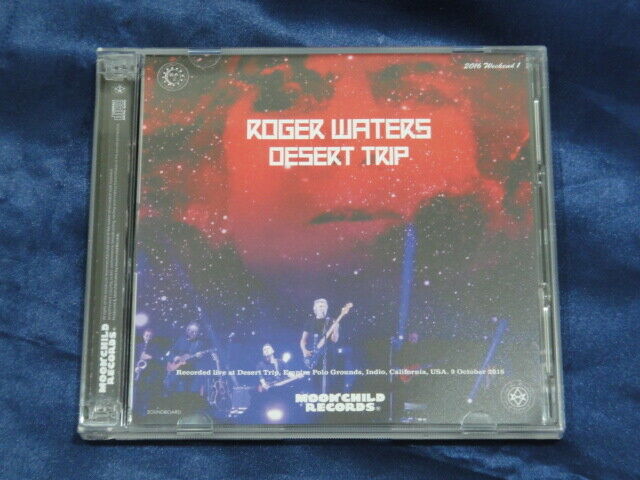 2016 Weekend 1
ROGER WATERS
DESERT TRIP
Recorded live at Desert Trip, Empire Polo Grounds, Indio, California, USA. 9 October 2016
MOONCHILD
RECORDS®
SOUNDBOARD
MOONCHILD
RECORDS®